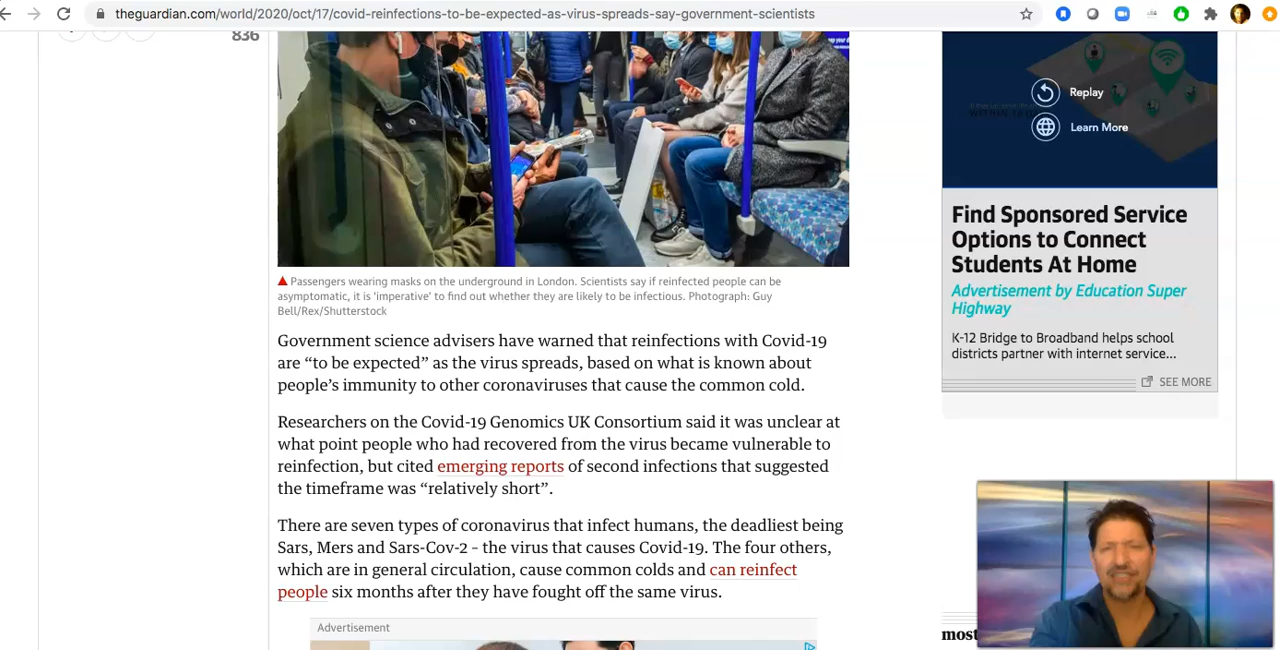 theguardian.com/world/2020/oct/17/covid-reinfections-to-be-expected-as-virus-spreads-say-government-scientists
836
Passengers wearing masks on the underground in London. Scientists say if reinfected people can be
asymptomatic, it is 'imperative' to find out whether they are likely to be infectious. Photograph: Guy
Bell/Rex/Shutterstock
Government science advisers have warned that reinfections with Covid-19
are “to be expected” as the virus spreads, based on what is known about
people’s immunity to other coronaviruses that cause the common cold.
Researchers on the Covid-19 Genomics UK Consortium said it was unclear at
what point people who had recovered from the virus became vulnerable to
reinfection, but cited emerging reports of second infections that suggested
the timeframe was “relatively short”.
There are seven types of coronavirus that infect humans, the deadliest being
Sars, Mers and Sars-Cov-2 – the virus that causes Covid-19. The four others,
which are in general circulation, cause common colds and can reinfect
people six months after they have fought off the same virus.
Advertisement
Replay
Learn More
Find Sponsored Service
Options to Connect
Students At Home
Advertisement by Education Super
Highway
K-12 Bridge to Broadband helps school
districts partner with internet service...
SEE MORE
most